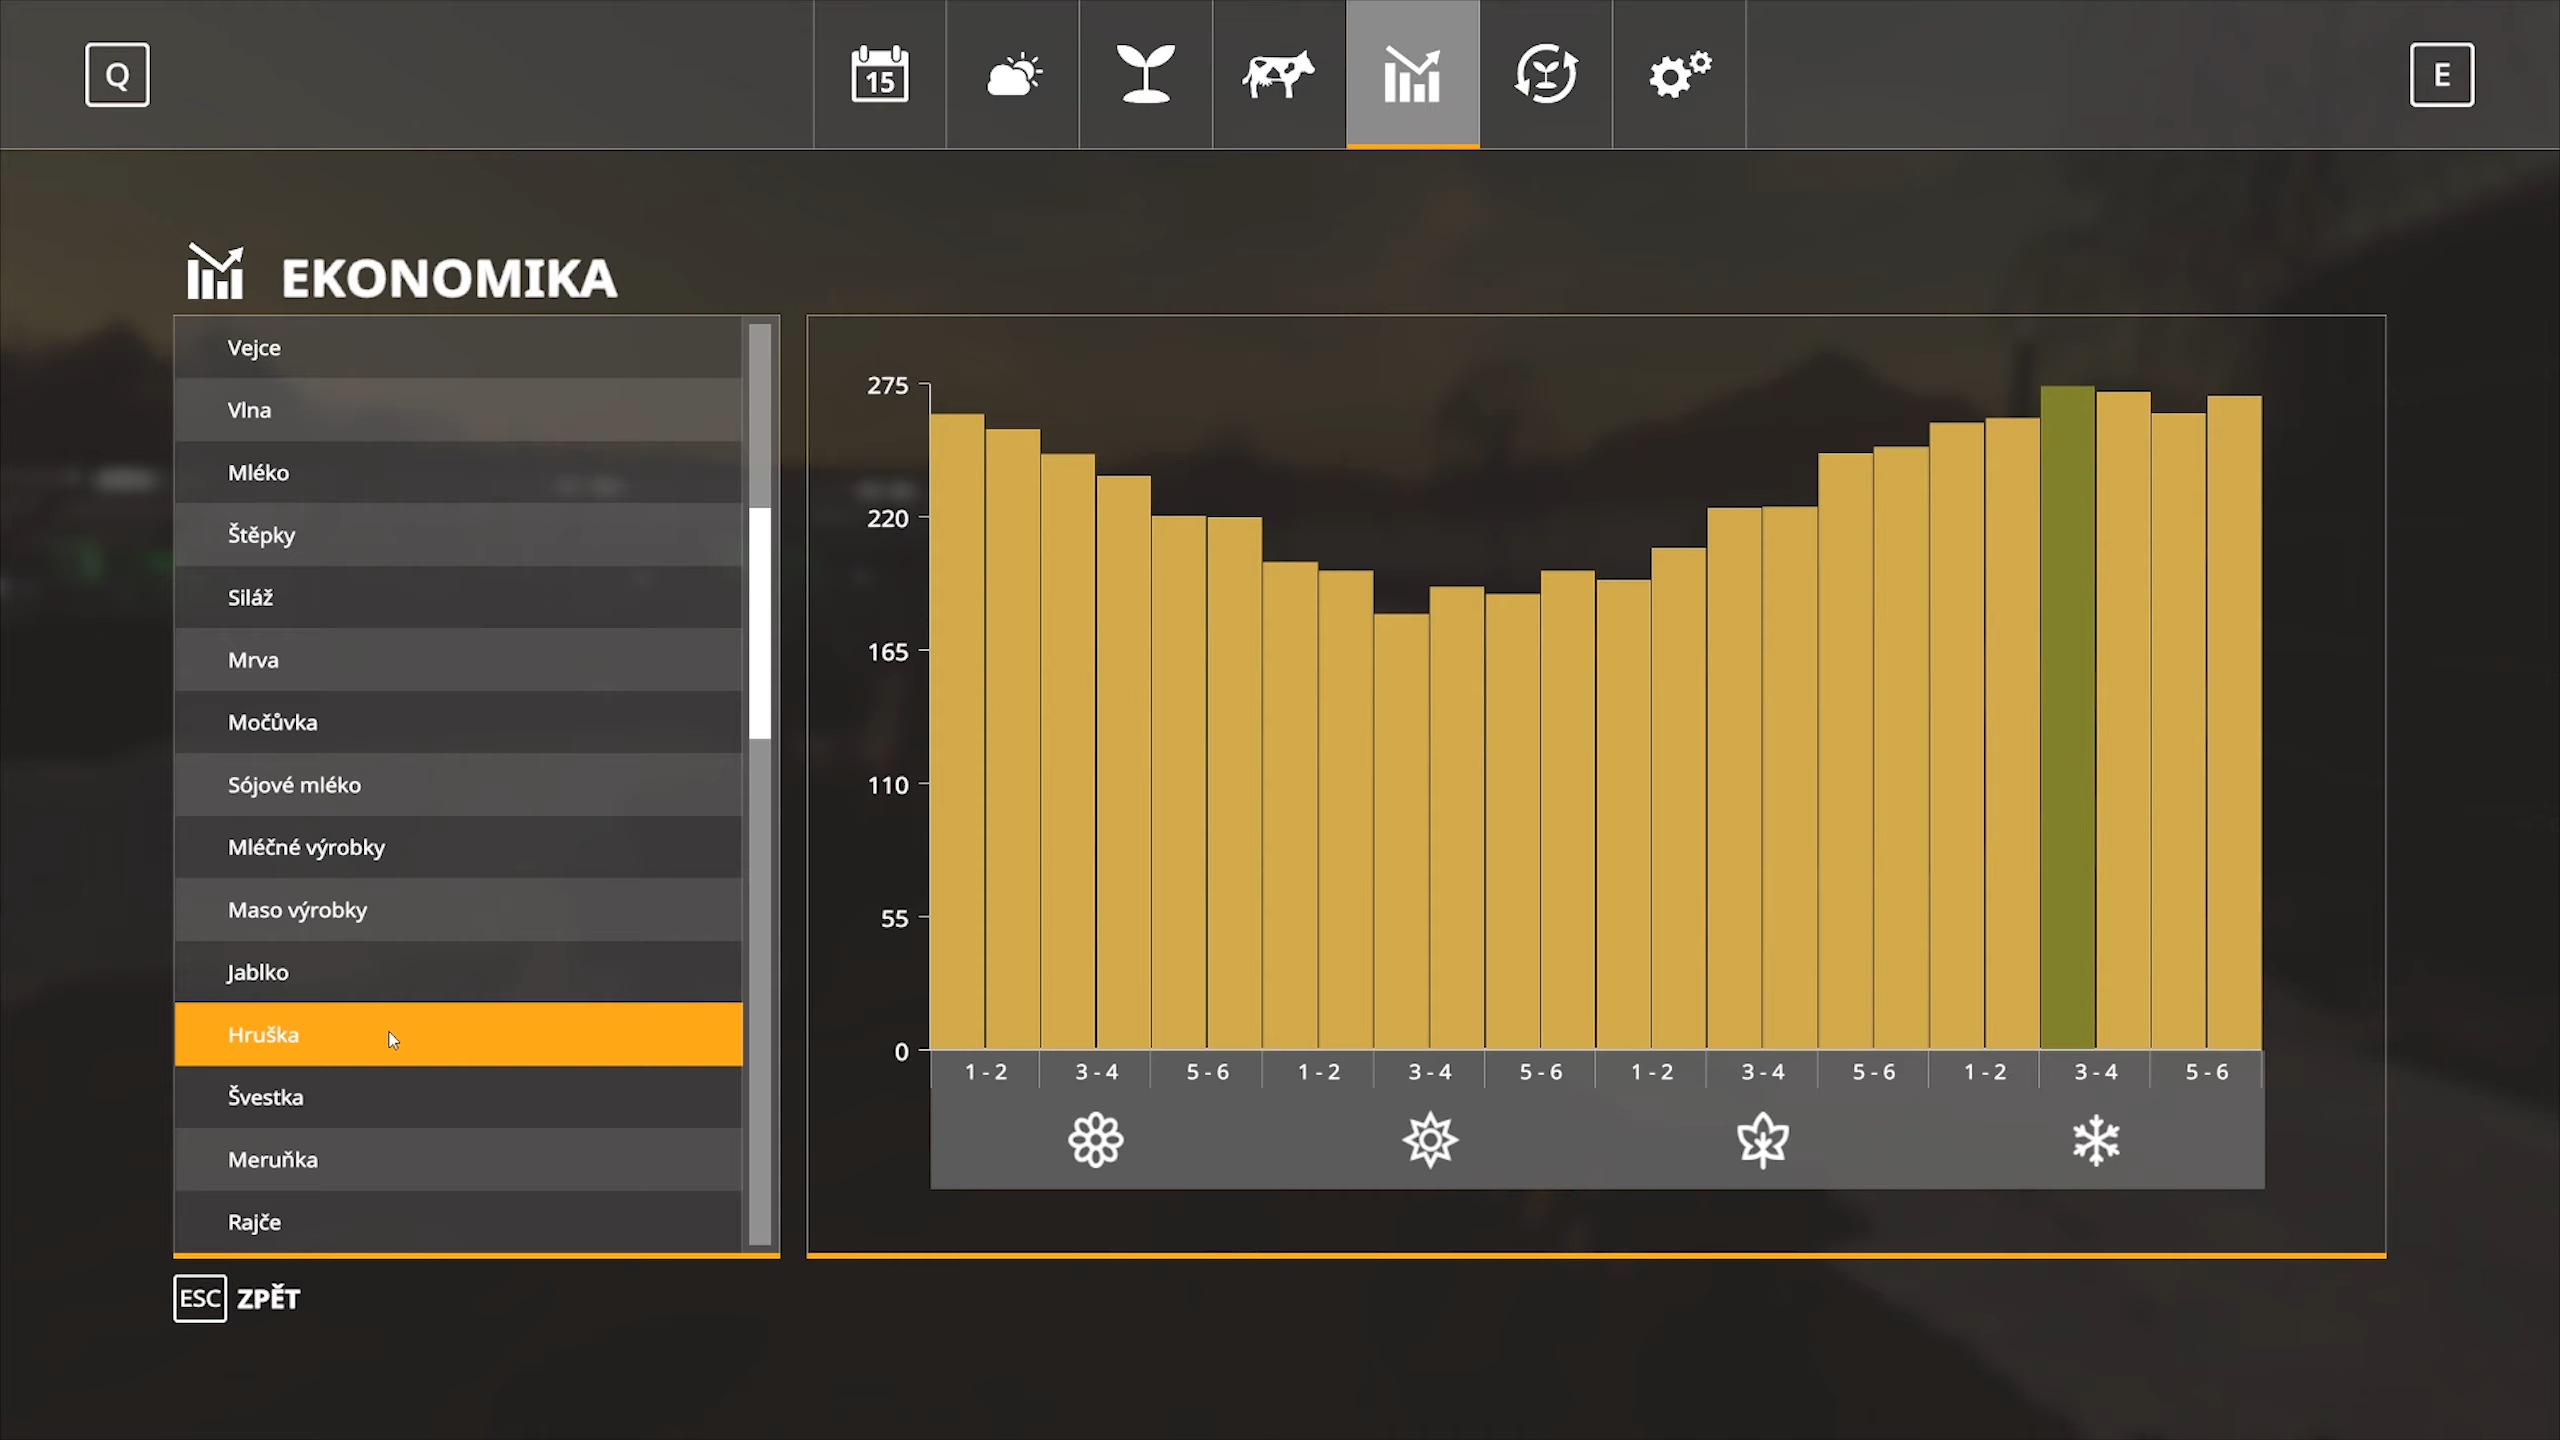 Q
15
E
EKONOMIKA
Vejce
Vlna
Mléko
Štěpky
Siláž
Mrva
Močůvka
Sójové mléko
Mléčné výrobky
Maso výrobky
Jablko
Hruška
Švestka
Meruňka
Rajče
275
220
165
110
55
0
1 - 2 3 - 4 5 - 6 1 - 2 3 - 4 5 - 6 1 - 2 3 - 4 5 - 6 1 - 2 3 - 4 5 - 6
ESC ZPĚT